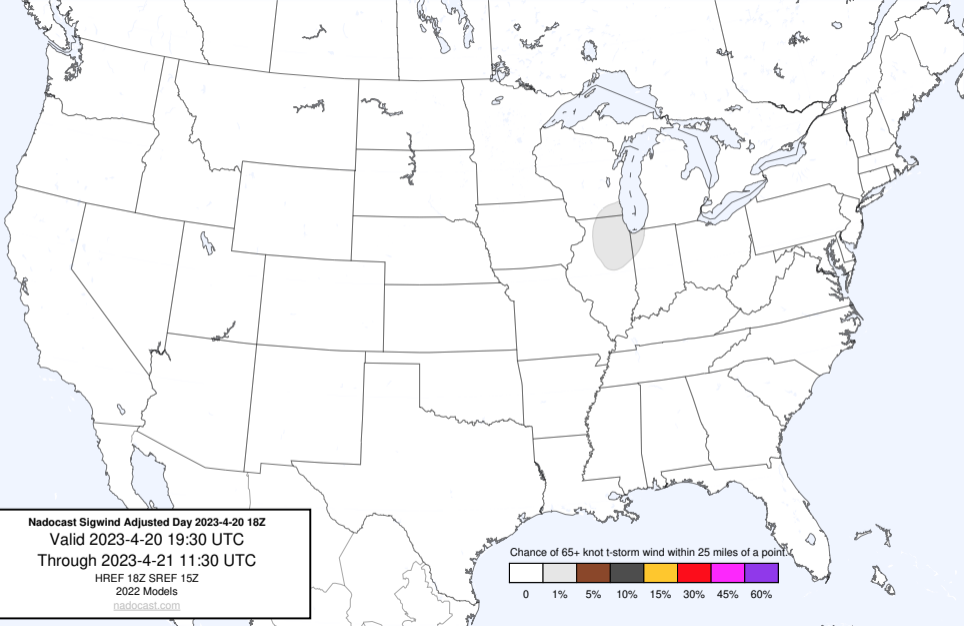 Nadocast Sigwind Adjusted Day 2023-4-20 18Z
Valid 2023-4-20 19:30 UTC
Through 2023-4-21 11:30 UTC
HREF 18Z SREF 15Z
2022 Models
nadocast.com
Chance of 65+ knot t-storm wind within 25 miles of a point.
0 1% 5% 10% 15% 30% 45% 60%